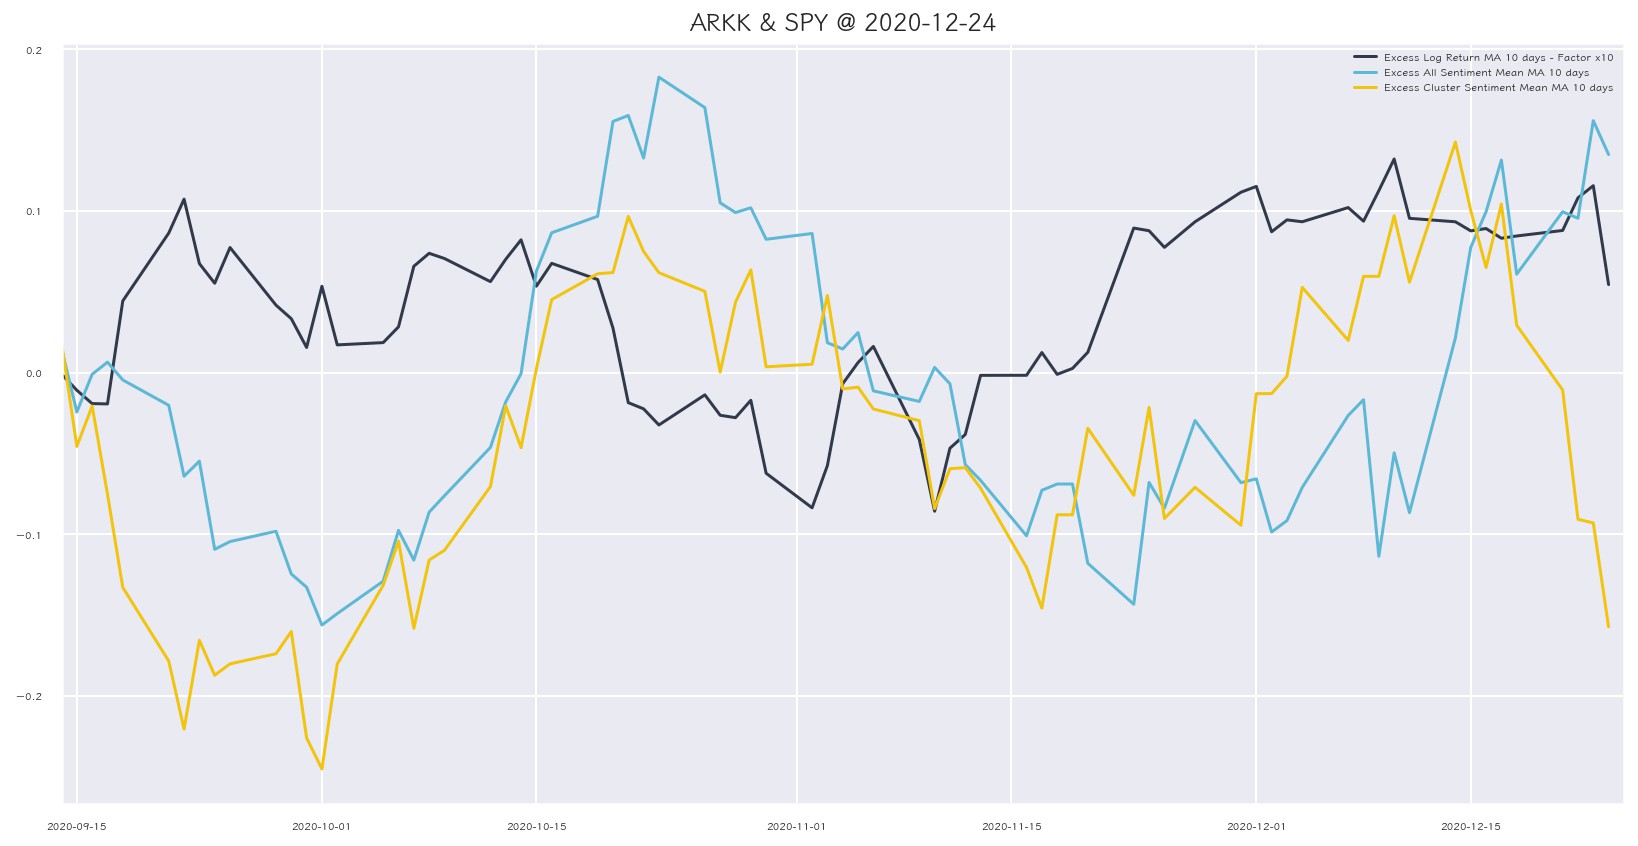 ARKK & SPY @ 2020-12-24
Excess Log Return MA 10 days - Factor x10
Excess All Sentiment Mean MA 10 days
Excess Cluster Sentiment Mean MA 10 days
0.2
0.1
0.0
−0.1
−0.2
2020-09-15 2020-10-01 2020-10-15 2020-11-01 2020-11-15 2020-12-01 2020-12-15